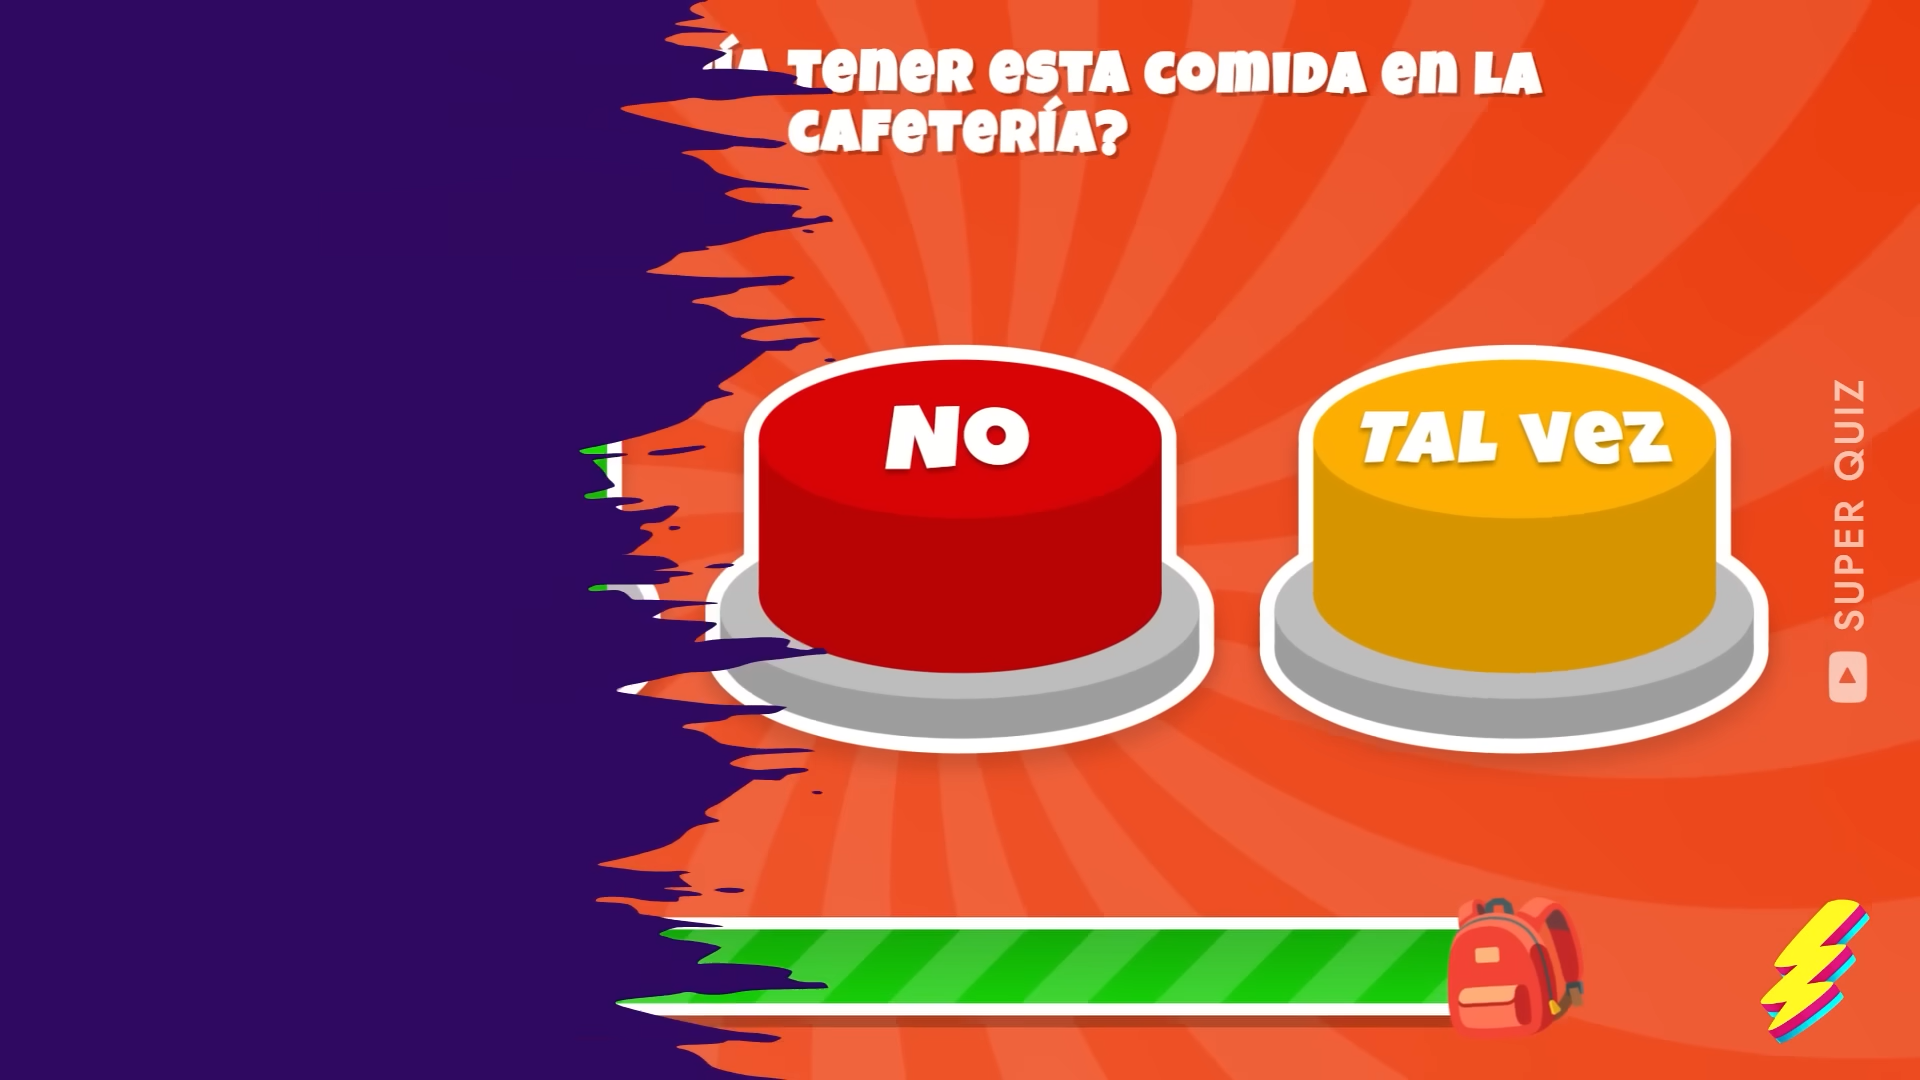 TENER ESTA COMIDA EN LA
CAFETERÍA?
NO
TAL VEZ
SUPER QUIZ